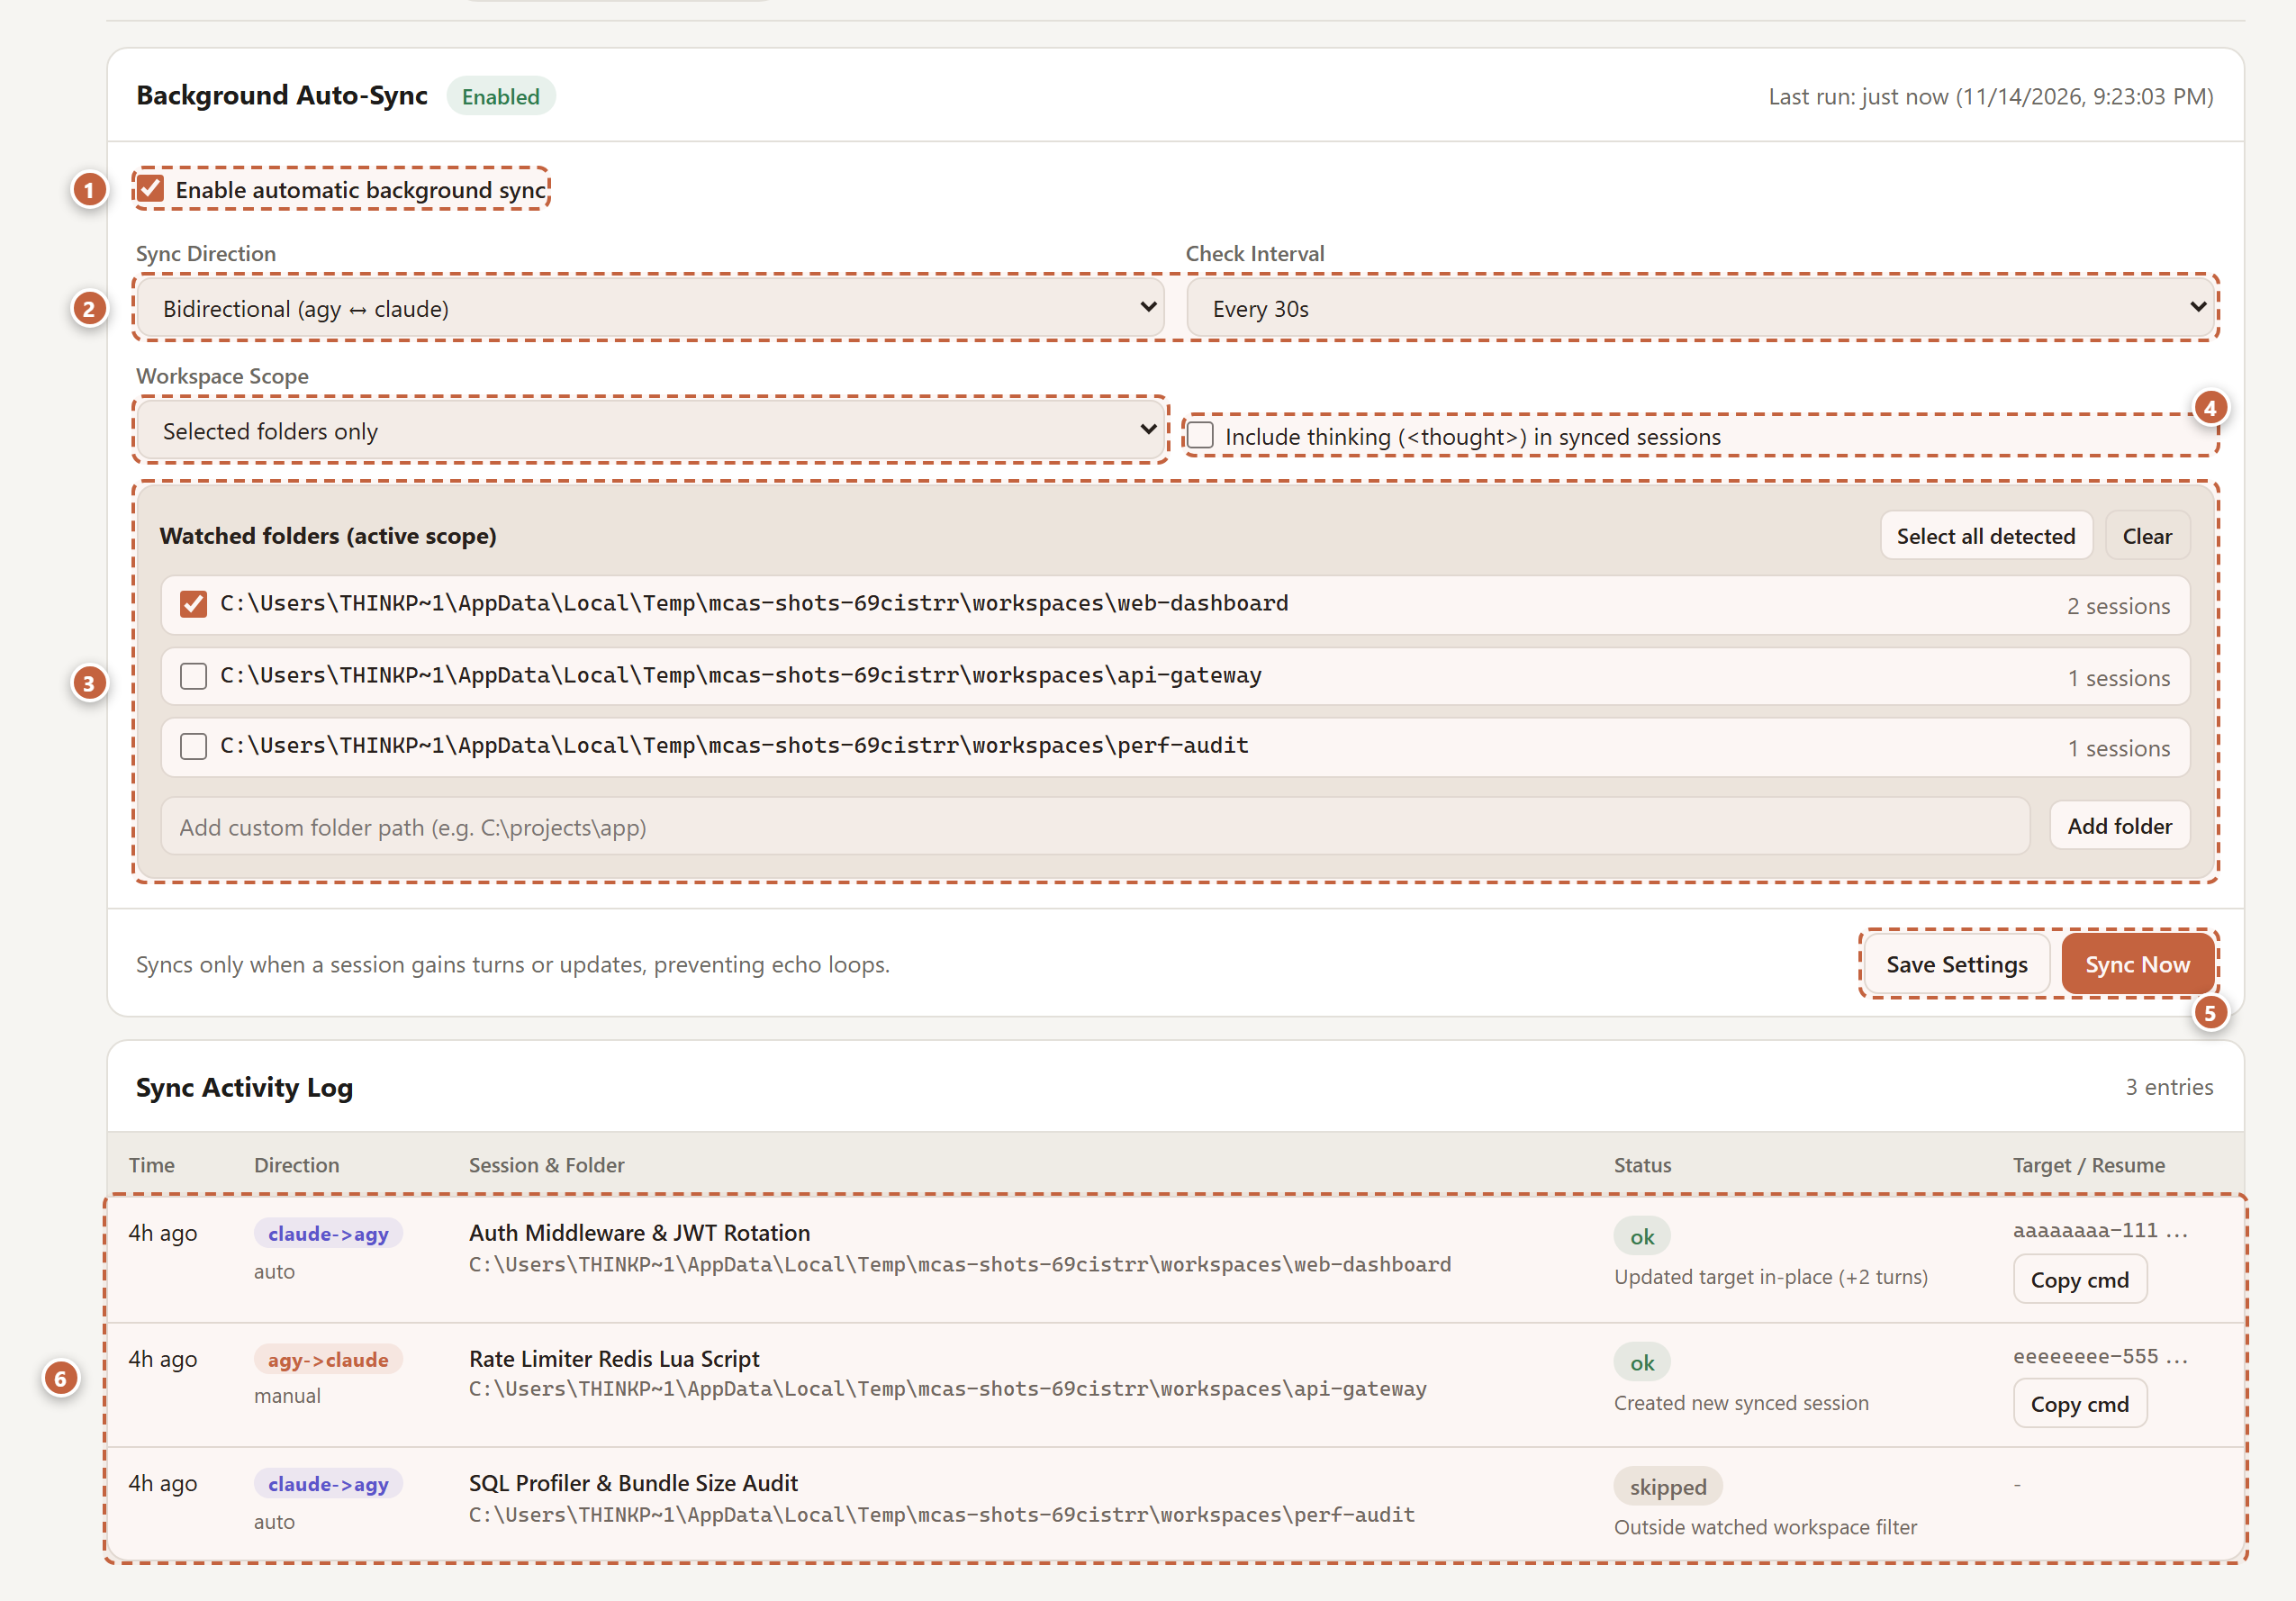 Background Auto-Sync Enabled Last run: just now (11/14/2026, 9:23:03 PM)
1 Enable automatic background sync
Sync Direction Check Interval
2 Bidirectional (agy ↔ claude) Every 30s
Workspace Scope
4
Selected folders only Include thinking (<thought>) in synced sessions
Watched folders (active scope) Select all detected Clear
C:\Users\THINKP~1\AppData\Local\Temp\mcas-shots-69cistrr\workspaces\web-dashboard 2 sessions
3 C:\Users\THINKP~1\AppData\Local\Temp\mcas-shots-69cistrr\workspaces\api-gateway 1 sessions
C:\Users\THINKP~1\AppData\Local\Temp\mcas-shots-69cistrr\workspaces\perf-audit 1 sessions
Add custom folder path (e.g. C:\projects\app) Add folder
Syncs only when a session gains turns or updates, preventing echo loops. Save Settings Sync Now
5
Sync Activity Log 3 entries
Time Direction Session & Folder Status Target / Resume
4h ago claude->agy Auth Middleware & JWT Rotation ok aaaaaaaa-111 ...
auto C:\Users\THINKP~1\AppData\Local\Temp\mcas-shots-69cistrr\workspaces\web-dashboard Updated target in-place (+2 turns) Copy cmd
6
4h ago agy->claude Rate Limiter Redis Lua Script ok eeeeeeee-555 ...
manual C:\Users\THINKP~1\AppData\Local\Temp\mcas-shots-69cistrr\workspaces\api-gateway Created new synced session Copy cmd
4h ago claude->agy SQL Profiler & Bundle Size Audit skipped -
auto C:\Users\THINKP~1\AppData\Local\Temp\mcas-shots-69cistrr\workspaces\perf-audit Outside watched workspace filter